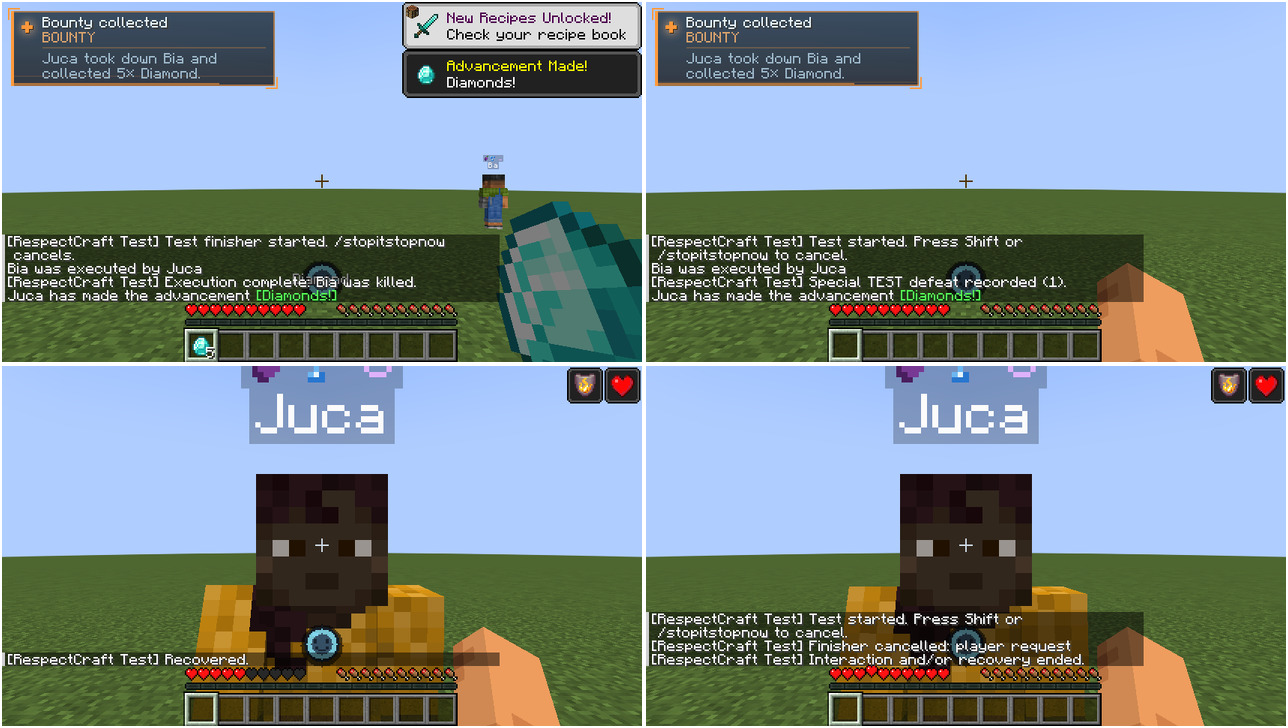 Bounty collected
BOUNTY
Juca took down Bia and
collected 5× Diamond.
New Recipes Unlocked!
Check your recipe book
Advancement Made!
Diamonds!
[RespectCraft Test] Test finisher started. /stopitstopnow
cancels.
Bia was executed by Juca
[RespectCraft Test] Execution complete. Bia was killed.
Juca has made the advancement [Diamonds!]
5
Bounty collected
BOUNTY
Juca took down Bia and
collected 5× Diamond.
[RespectCraft Test] Test started. Press Shift or
/stopitstopnow to cancel.
Bia was executed by Juca
[RespectCraft Test] Special TEST defeat recorded (1).
Juca has made the advancement [Diamonds!]
Juca
[RespectCraft Test] Recovered.
Juca
[RespectCraft Test] Test started. Press Shift or
/stopitstopnow to cancel.
[RespectCraft Test] Finisher cancelled: player request
[RespectCraft Test] Interaction and/or recovery ended.